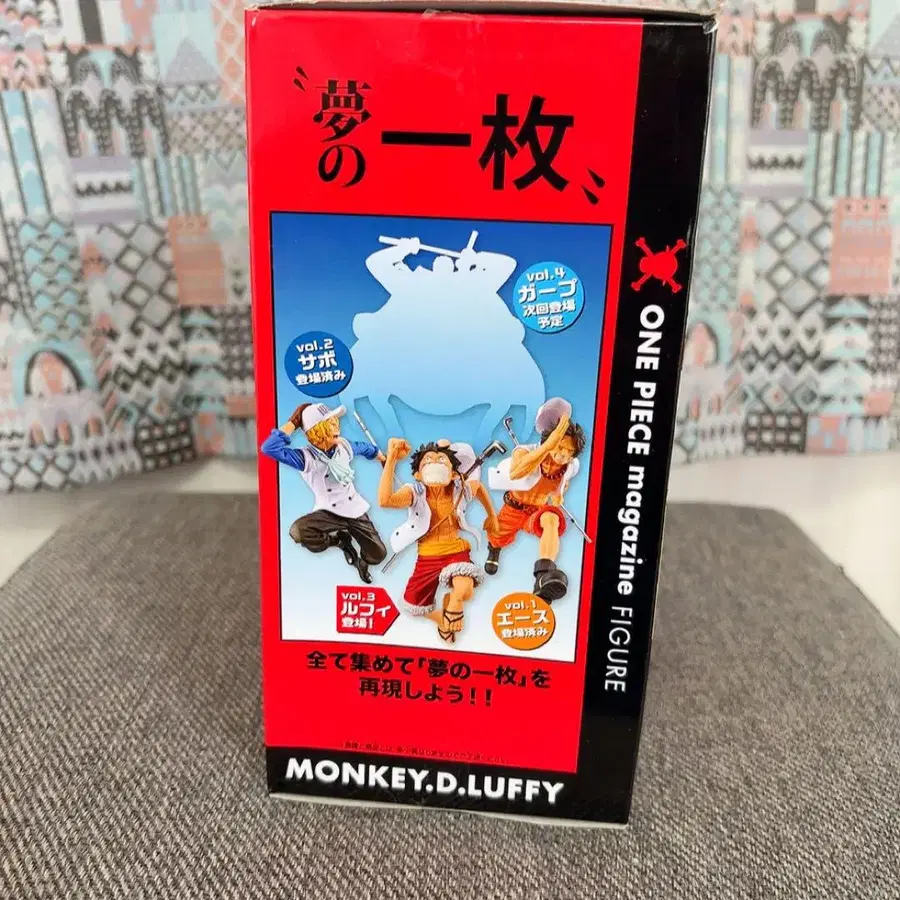 〝夢の一枚〟
vol.4
ガープ
次回登場
予定
vol.2
サボ
登場済み
vol.3
ルフィ
登場!
vol.1
エース
登場済み
全て集めて「夢の一枚」を
再現しよう!!
MONKEY.D.LUFFY
ONE PIECE magazine FIGURE